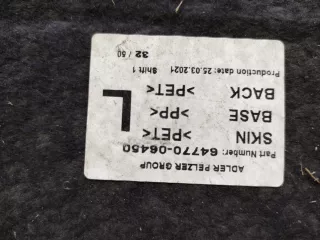 ADLER PELZER GROUP
Part Number: 64770-06450
SKIN >PET<
BASE >PP<
BACK >PET<
L
Production date: 25.03.2021 Shift 1
32 / 50